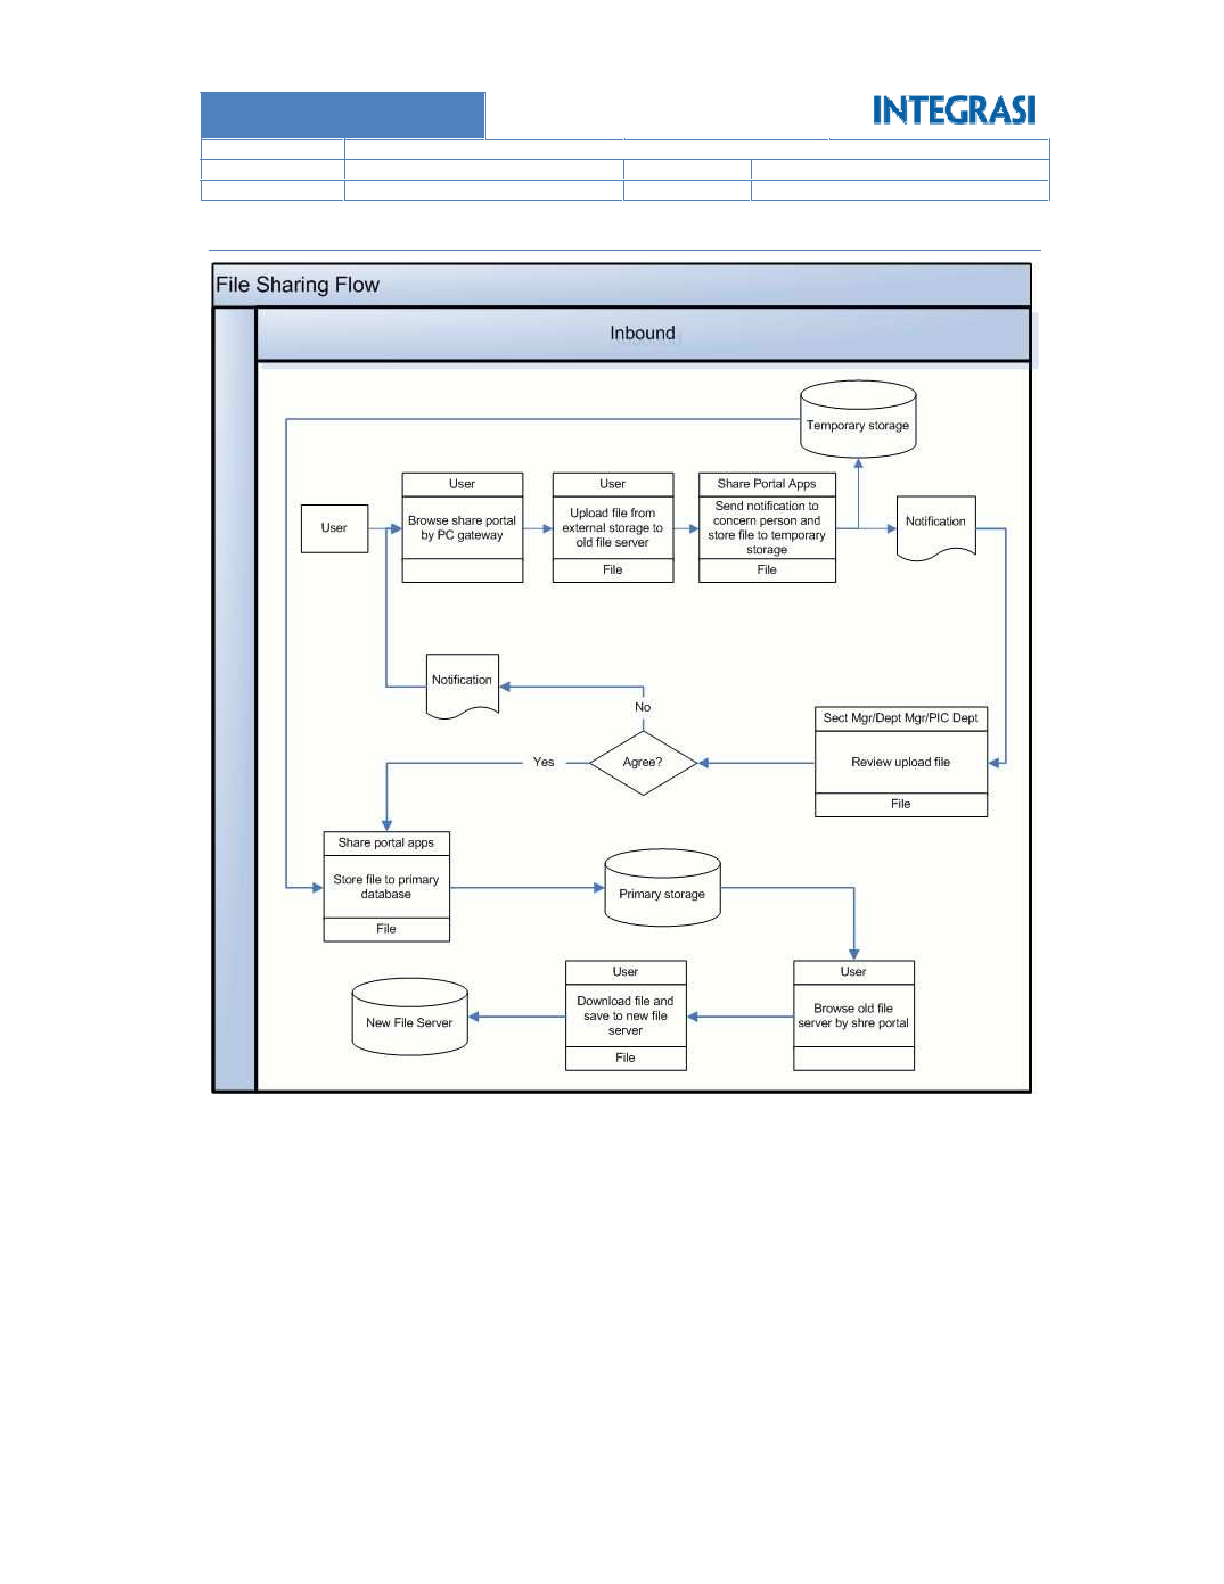 INTEGRASI
File Sharing Flow
Inbound
Temporary storage
User
User
Browse share portal
by PC gateway
User
Upload file from
external storage to
old file server
File
Share Portal Apps
Send notification to
concern person and
store file to temporary
storage
File
Notification
Notification
No
Sect Mgr/Dept Mgr/PIC Dept
Review upload file
File
Agree?
Yes
Share portal apps
Store file to primary
database
File
Primary storage
User
Browse old file
server by shre portal
User
Download file and
save to new file
server
File
New File Server